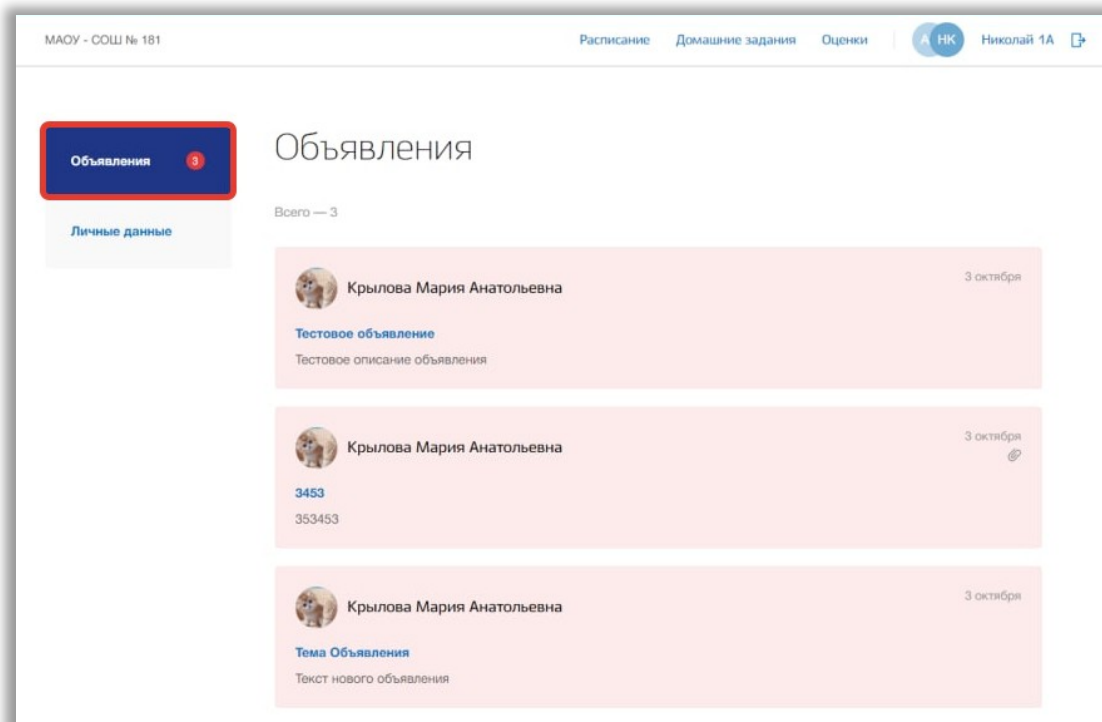 МАОУ - СОШ № 181
Расписание Домашние задания Оценки А НК Николай 1А
Объявления 3
Личные данные
Объявления
Всего — 3
Крылова Мария Анатольевна 3 октября
Тестовое объявление
Тестовое описание объявления
Крылова Мария Анатольевна 3 октября
3453
353453
Крылова Мария Анатольевна 3 октября
Тема Объявления
Текст нового объявления